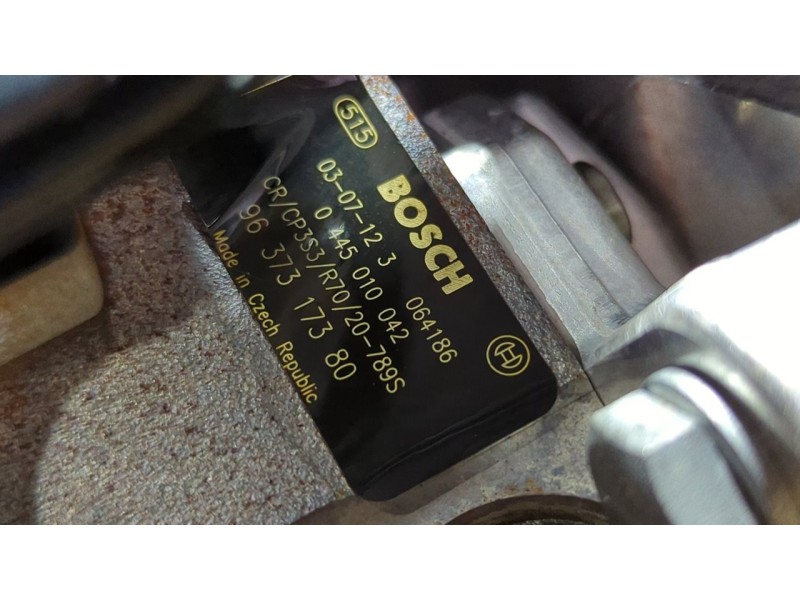 515
BOSCH
03-07-12 3 064186
0 445 010 042
CR/CP3S3/R70/20-789S
96 373 173 80
Made in Czech Republic